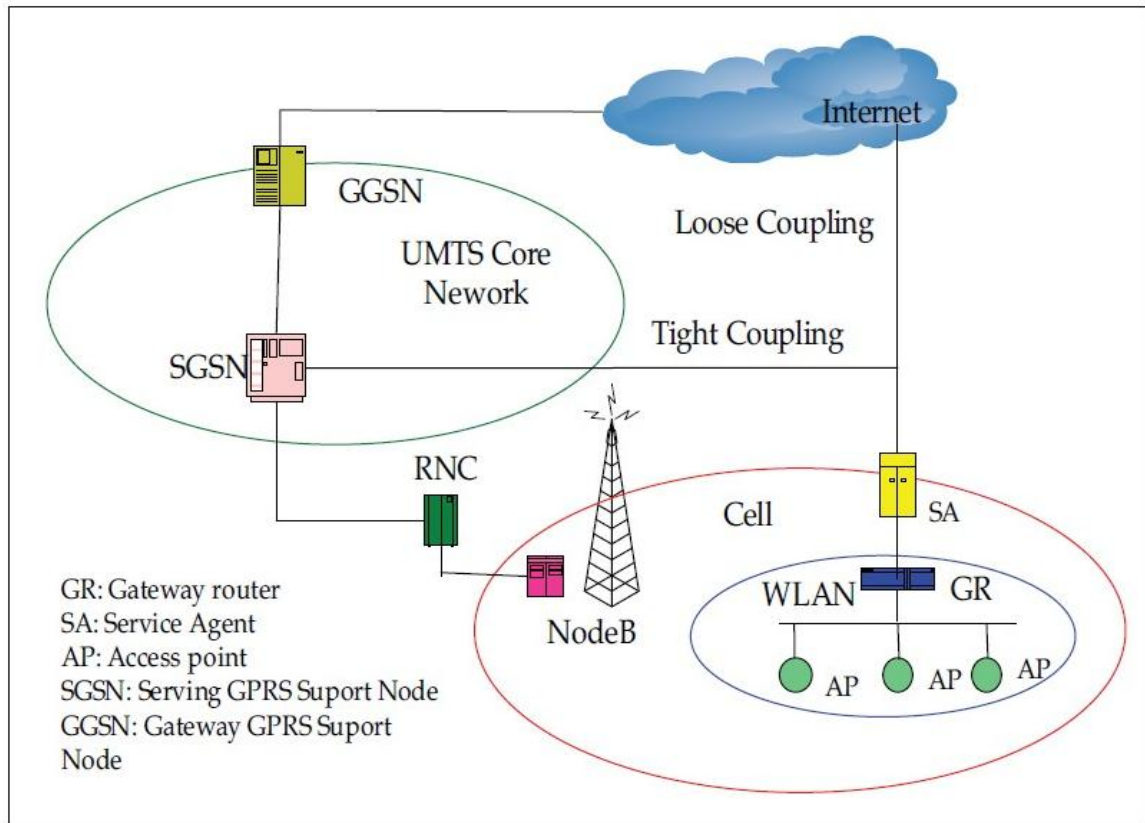 Internet
GGSN
Loose Coupling
UMTS Core
Nework
Tight Coupling
SGSN
RNC
Cell
SA
WLAN
GR
NodeB
AP
AP
AP
GR: Gateway router
SA: Service Agent
AP: Access point
SGSN: Serving GPRS Suport Node
GGSN: Gateway GPRS Suport
Node